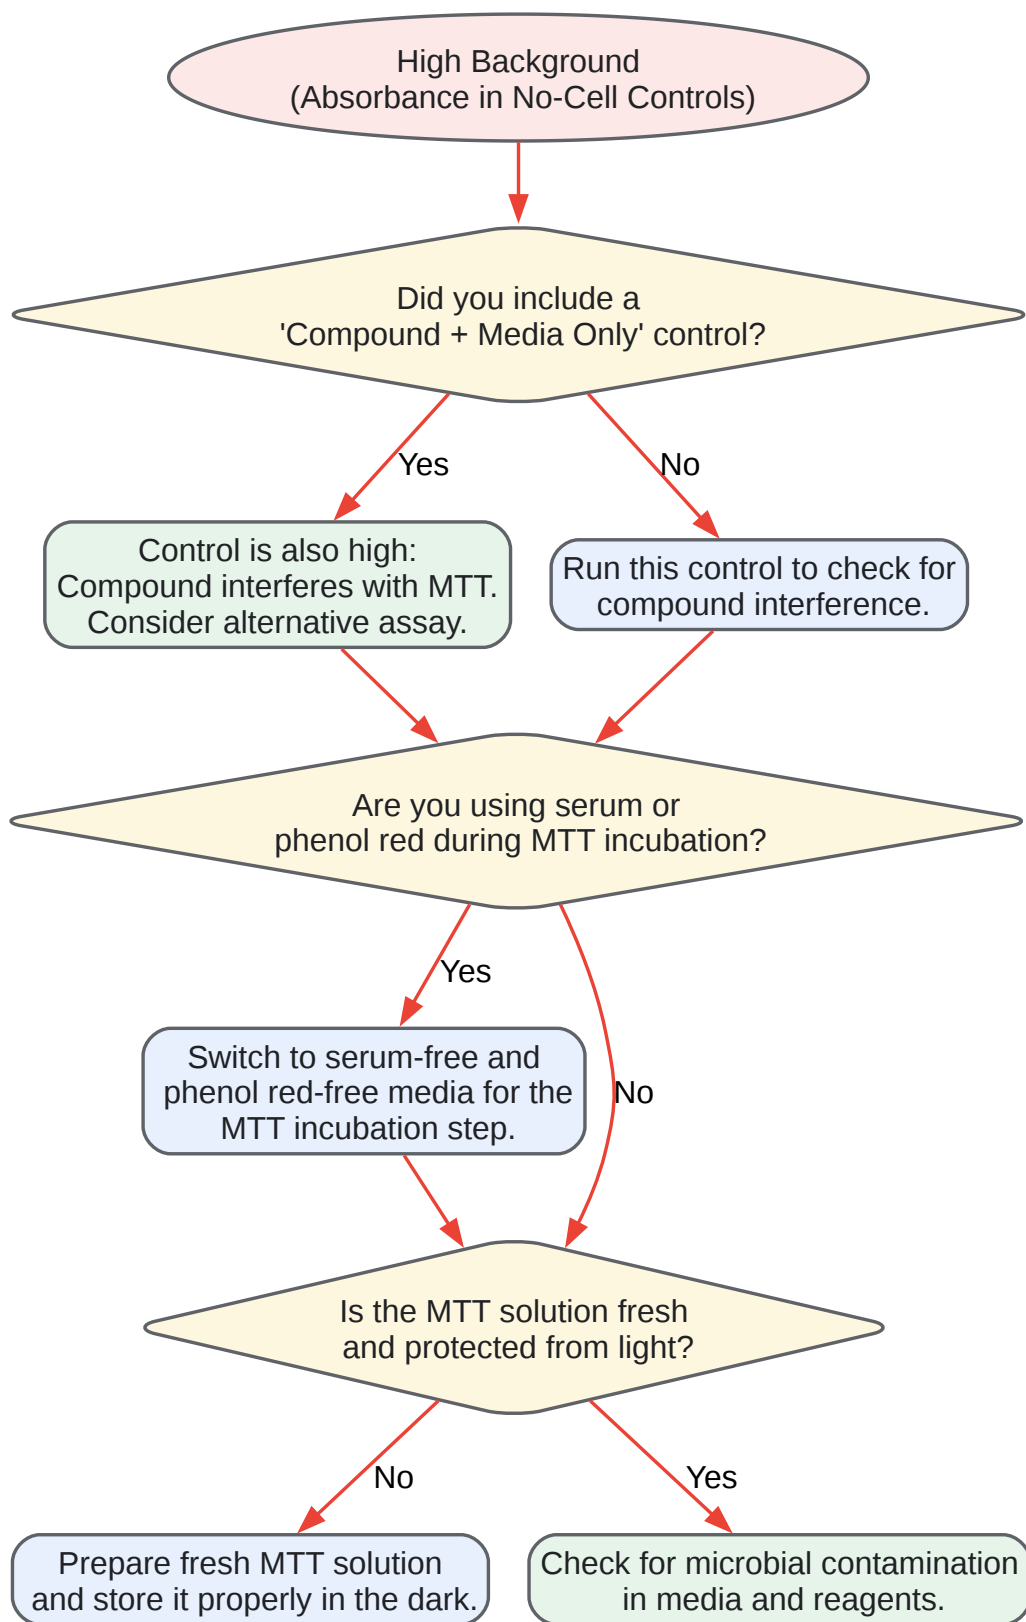 High Background
(Absorbance in No-Cell Controls)
Did you include a
'Compound + Media Only' control?
Yes
No
Control is also high:
Compound interferes with MTT.
Consider alternative assay.
Run this control to check for
compound interference.
Are you using serum or
phenol red during MTT incubation?
Yes
Switch to serum-free and
phenol red-free media for the
MTT incubation step.
No
Is the MTT solution fresh
and protected from light?
No
Yes
Prepare fresh MTT solution
and store it properly in the dark.
Check for microbial contamination
in media and reagents.